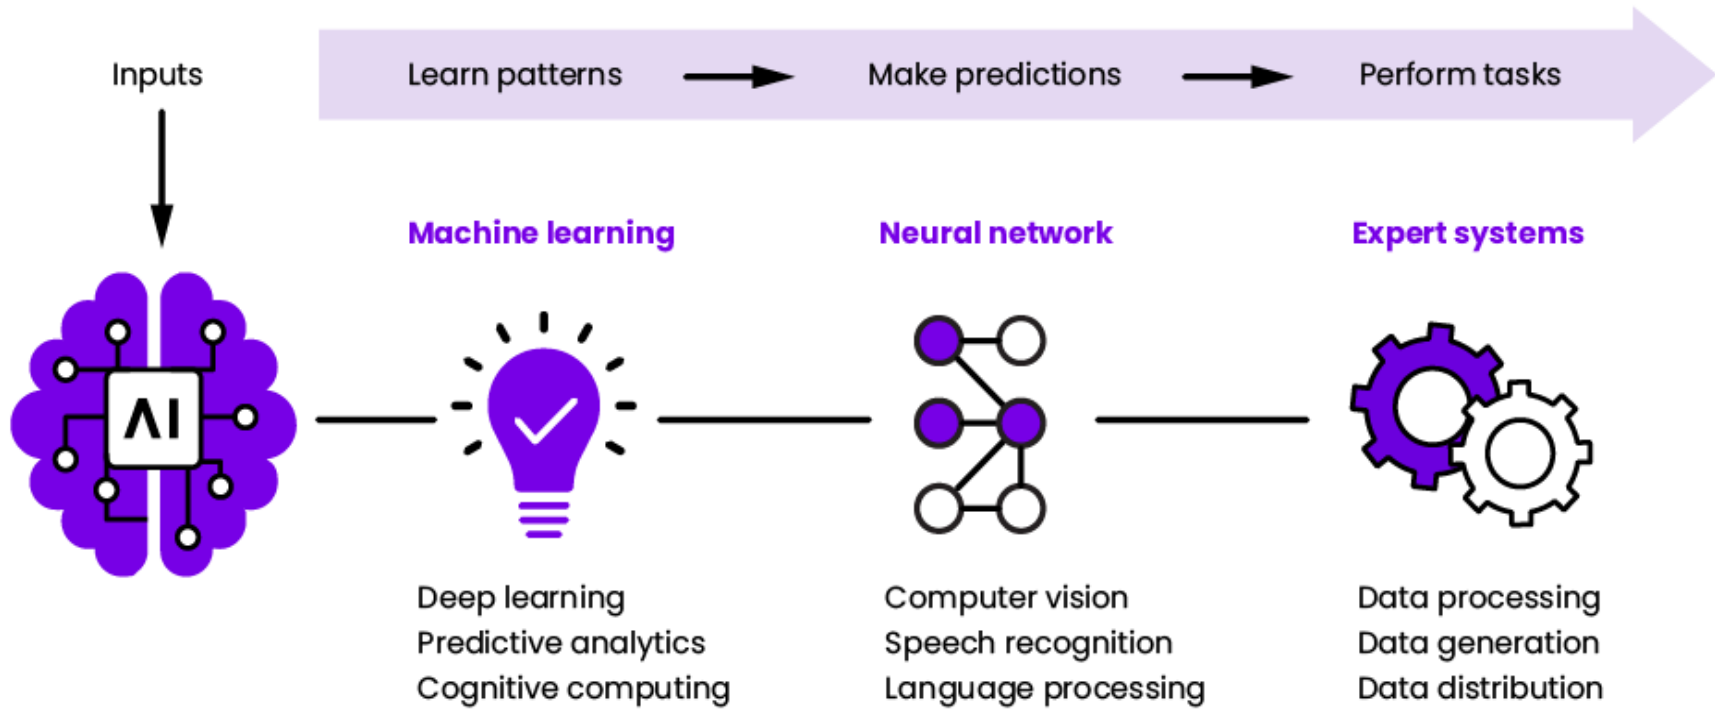 Inputs
Learn patterns
Make predictions
Perform tasks
Machine learning
Neural network
Expert systems
AI
Deep learning
Predictive analytics
Cognitive computing
Computer vision
Speech recognition
Language processing
Data processing
Data generation
Data distribution